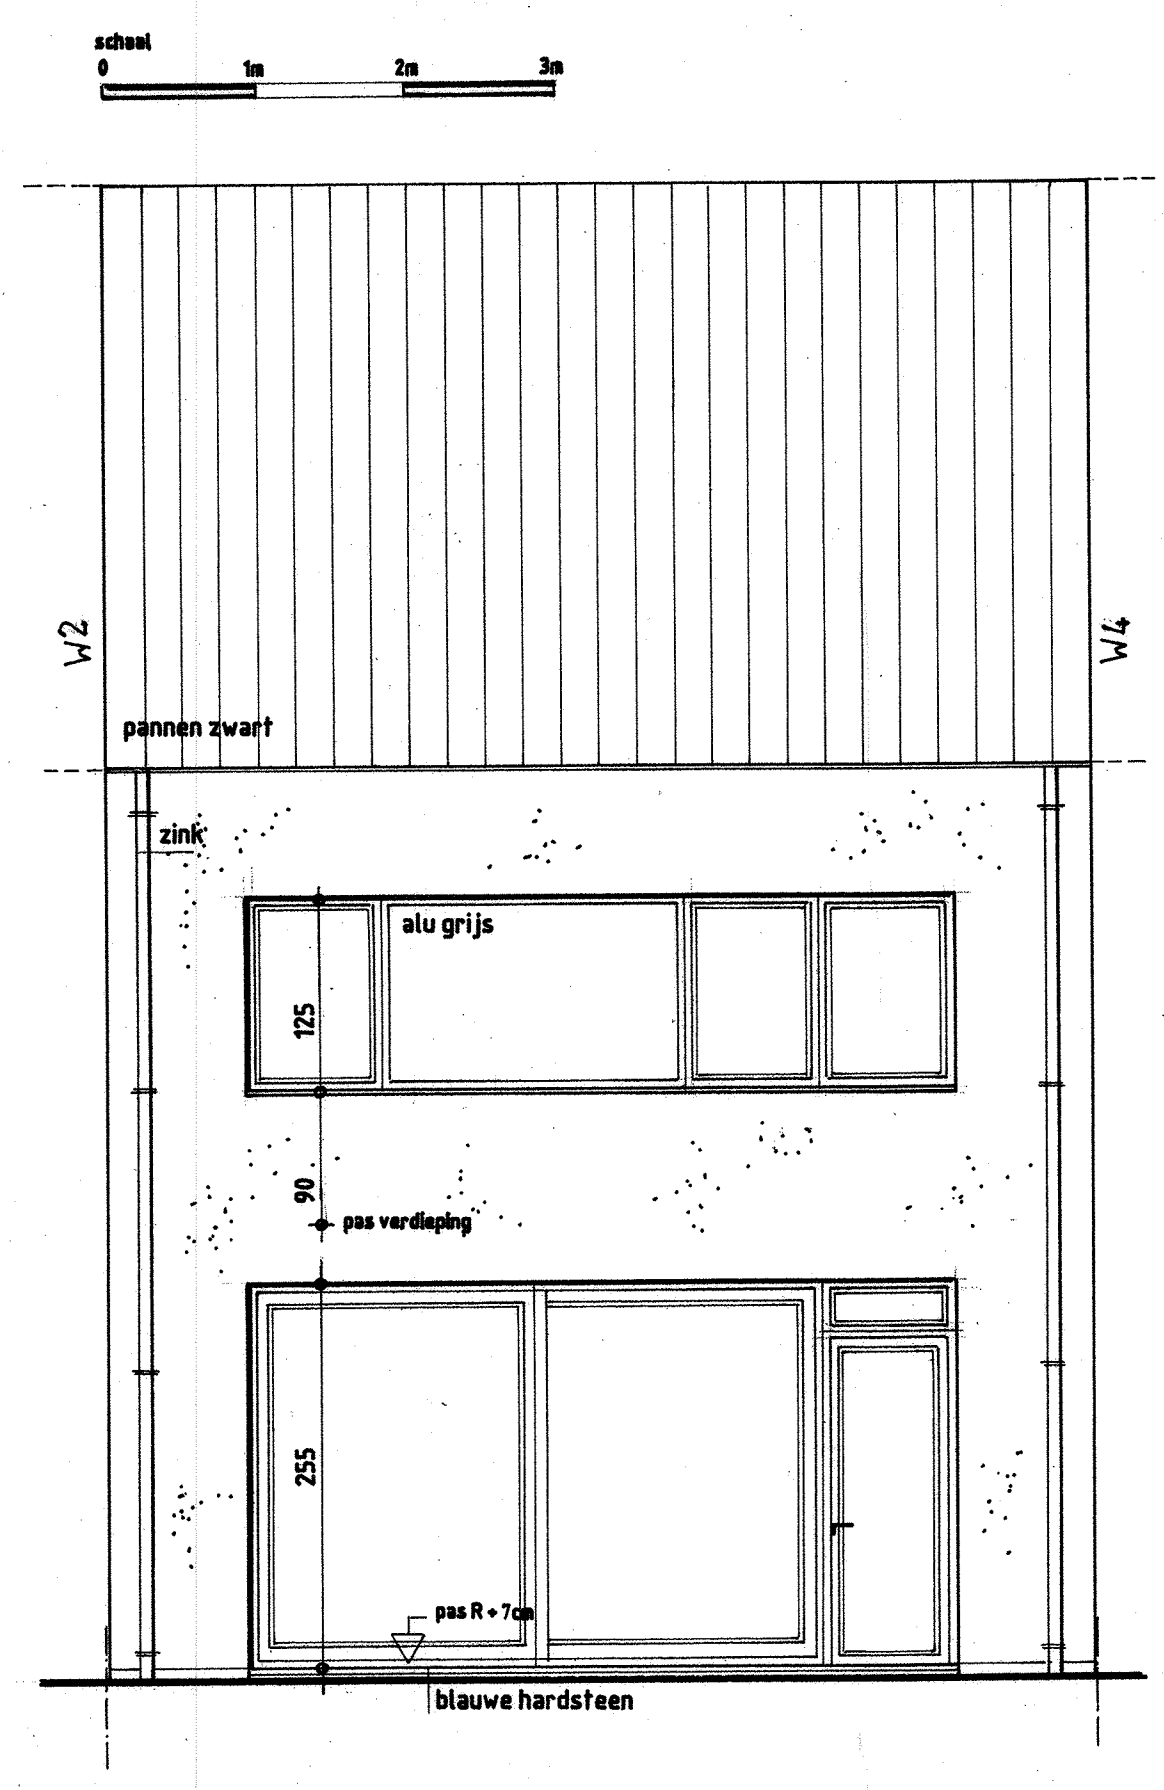 schaal
0 1m 2m 3m
W2
W4
pannen zwart
zink
alu grijs
125
90
pas verdieping
255
pas R + 7cm
blauwe hardsteen